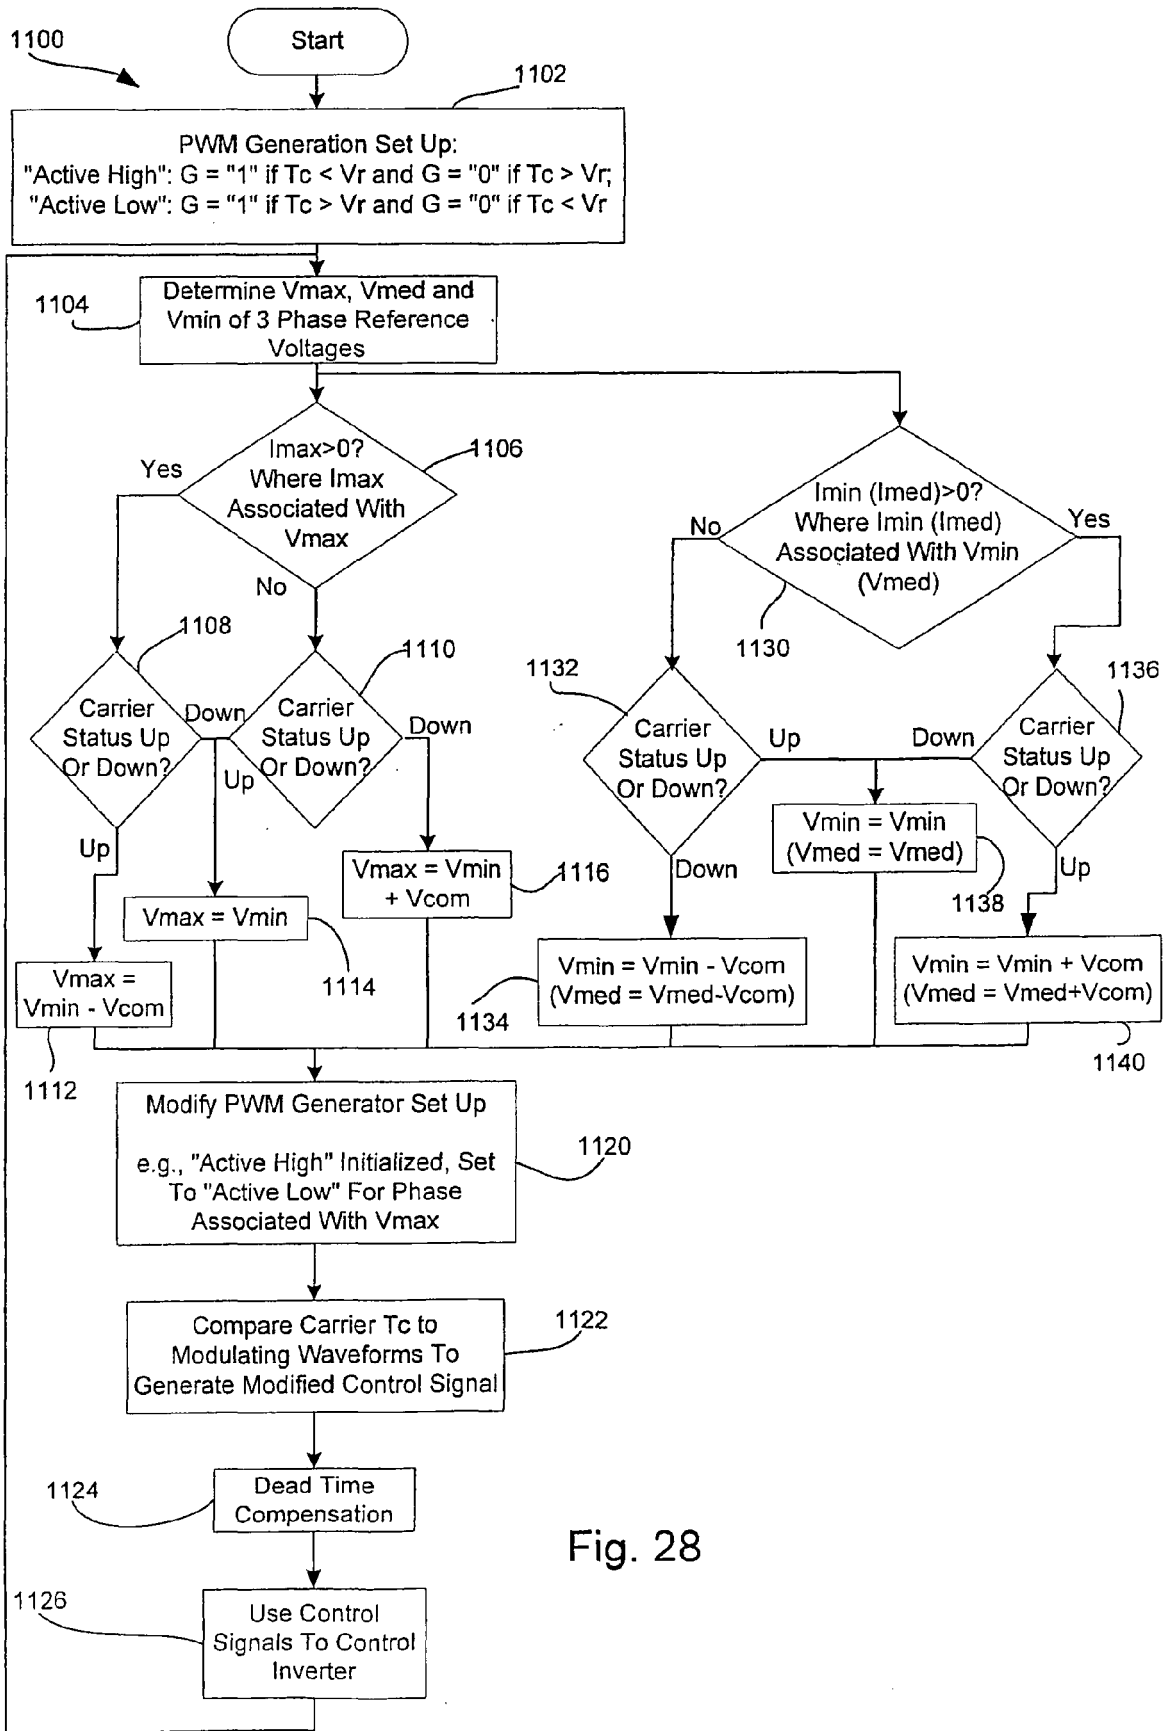 1100
Start
1102
PWM Generation Set Up:
"Active High": G = "1" if Tc < Vr and G = "0" if Tc > Vr;
"Active Low": G = "1" if Tc > Vr and G = "0" if Tc < Vr
1104
Determine Vmax, Vmed and
Vmin of 3 Phase Reference
Voltages
Imax>0?
Where Imax
Associated With
Vmax
1106
Yes
No
Imin (Imed)>0?
Where Imin (Imed)
Associated With Vmin
(Vmed)
No
Yes
1130
1108
Carrier
Status Up
Or Down?
Down
Up
1110
Carrier
Status Up
Or Down?
Up
Down
1132
Carrier
Status Up
Or Down?
Up
Down
1136
Carrier
Status Up
Or Down?
Down
Up
Vmax = Vmin
+ Vcom
1116
Vmin = Vmin
(Vmed = Vmed)
1138
Vmax = Vmin
1114
Vmax =
Vmin - Vcom
1112
Vmin = Vmin - Vcom
(Vmed = Vmed-Vcom)
1134
Vmin = Vmin + Vcom
(Vmed = Vmed+Vcom)
1140
Modify PWM Generator Set Up
e.g., "Active High" Initialized, Set
To "Active Low" For Phase
Associated With Vmax
1120
Compare Carrier Tc to
Modulating Waveforms To
Generate Modified Control Signal
1122
1124
Dead Time
Compensation
1126
Use Control
Signals To Control
Inverter
Fig. 28